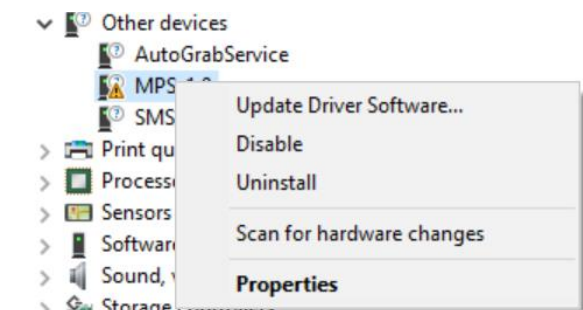 Other devices
AutoGrabService
MPS
SMS
Update Driver Software...
Print qu
Disable
Process
Uninstall
Sensors
Scan for hardware changes
Softwar
Sound,
Properties
Storage